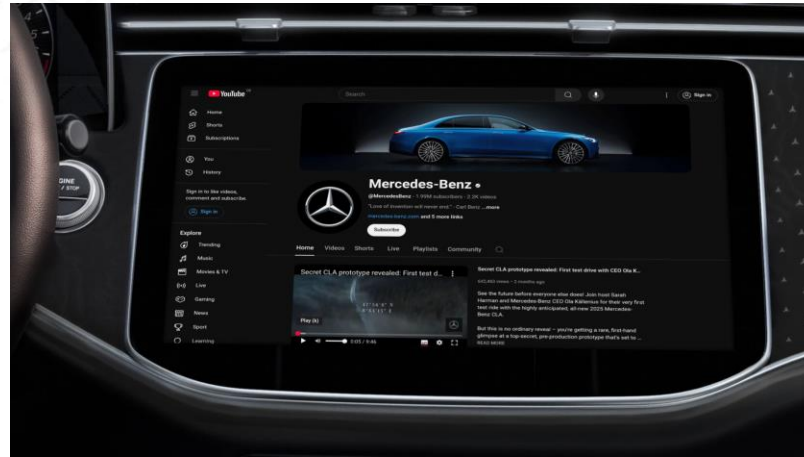 4
5
ENGINE
/ STOP
YouTube
Search
Sign in
Home
Shorts
Subscriptions
You
History
Sign in to like videos,
comment and subscribe.
Sign in
Explore
Trending
Music
Movies & TV
Live
Gaming
News
Sport
Learning
Mercedes-Benz
@MercedesBenz · 1.99M subscribers · 2.2K videos
"Love of invention will never end." - Carl Benz ...more
mercedes-benz.com and 5 more links
Subscribe
Home Videos Shorts Live Playlists Community
Secret CLA prototype revealed: First test d...
Play (k)
0:05 / 9:46
Secret CLA prototype revealed: First test drive with CEO Ola K...
views · 2 months ago
See the future before everyone else does! Join host Sarah
Harman and Mercedes-Benz CEO Ola Källenius for their very first
test ride with the highly anticipated, all-new 2025 Mercedes-
Benz CLA.
But this is no ordinary reveal – you're getting a rare, first-hand
glimpse at a top-secret, pre-production prototype that's set to ...
READ MORE